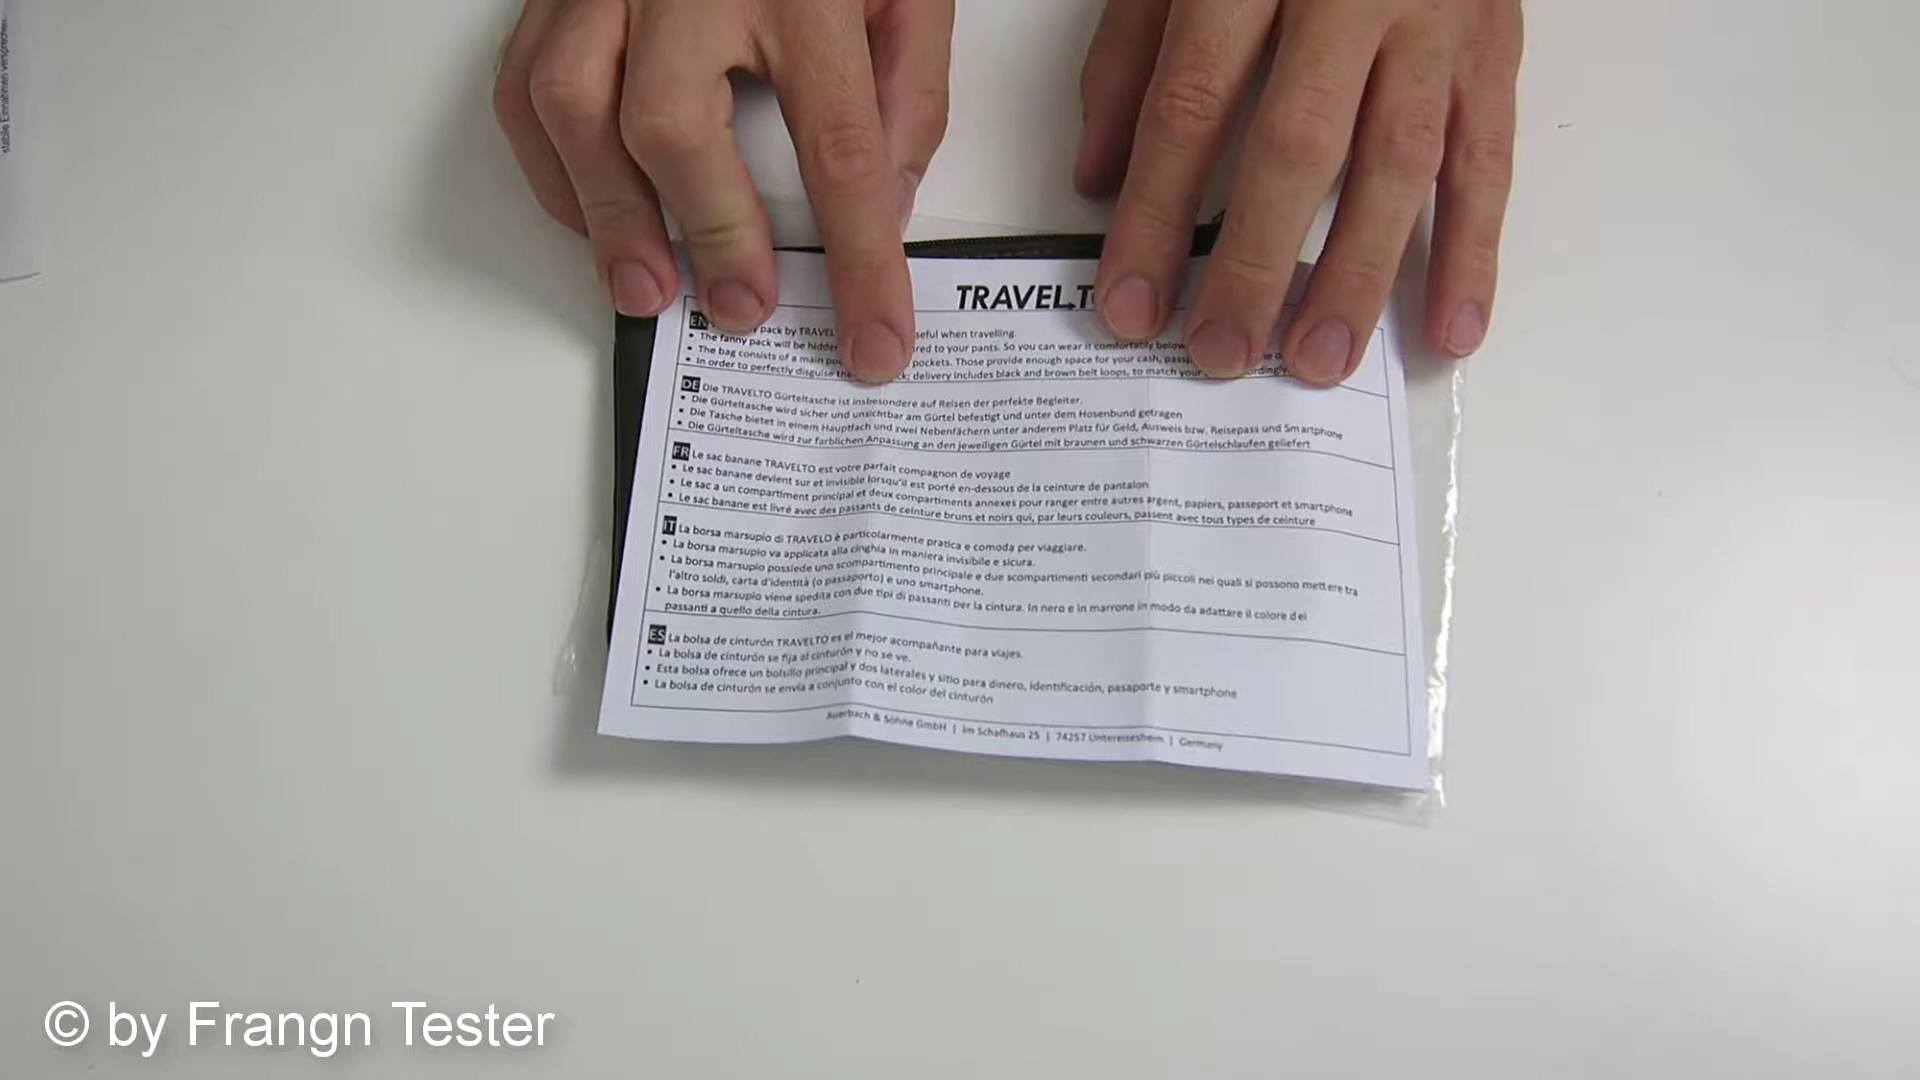 stabile Einnahmen versprechen
TRAVELT
EN pack by TRAVEL seful when travelling.
• The fanny pack will be hidde red to your pants. So you can wear it comfortably below
• The bag consists of a main po pockets. Those provide enough space for your cash, pass
• In order to perfectly disguise the ck; delivery includes black and brown belt loops, to match your ordingly.
DE Die TRAVELTO Gürteltasche ist insbesondere auf Reisen der perfekte Begleiter.
• Die Gürteltasche wird sicher und unsichtbar am Gürtel befestigt und unter dem Hosenbund getragen
• Die Tasche bietet in einem Hauptfach und zwei Nebenfächern unter anderem Platz für Geld, Ausweis bzw. Reisepass und Smartphone
• Die Gürteltasche wird zur farblichen Anpassung an den jeweiligen Gürtel mit braunen und schwarzen Gürtelschlaufen geliefert
FR Le sac banane TRAVELTO est votre parfait compagnon de voyage
• Le sac banane devient sur et invisible lorsqu'il est porté en-dessous de la ceinture de pantalon
• Le sac a un compartiment principal et deux compartiments annexes pour ranger entre autres argent, papiers, passeport et smartphone
• Le sac banane est livré avec des passants de ceinture bruns et noirs qui, par leurs couleurs, passent avec tous types de ceinture
IT La borsa marsupio di TRAVELO è particolarmente pratica e comoda per viaggiare.
• La borsa marsupio va applicata alla cinghia in maniera invisibile e sicura.
• La borsa marsupio possiede uno scompartimento principale e due scompartimenti secondari più piccoli nei quali si possono mettere tra
l'altro soldi, carta d'identità (o passaporto) e uno smartphone.
• La borsa marsupio viene spedita con due tipi di passanti per la cintura. In nero e in marrone in modo da adattare il colore dei
passanti a quello della cintura.
ES La bolsa de cinturón TRAVELTO es el mejor acompañante para viajes.
• La bolsa de cinturón se fija al cinturón y no se ve.
• Esta bolsa ofrece un bolsillo principal y dos laterales y sitio para dinero, identificación, pasaporte y smartphone
• La bolsa de cinturón se envía a conjunto con el color del cinturón
Auerbach & Söhne GmbH | Im Schafhaus 25 | 74257 Untereisesheim | Germany
© by Frangn Tester